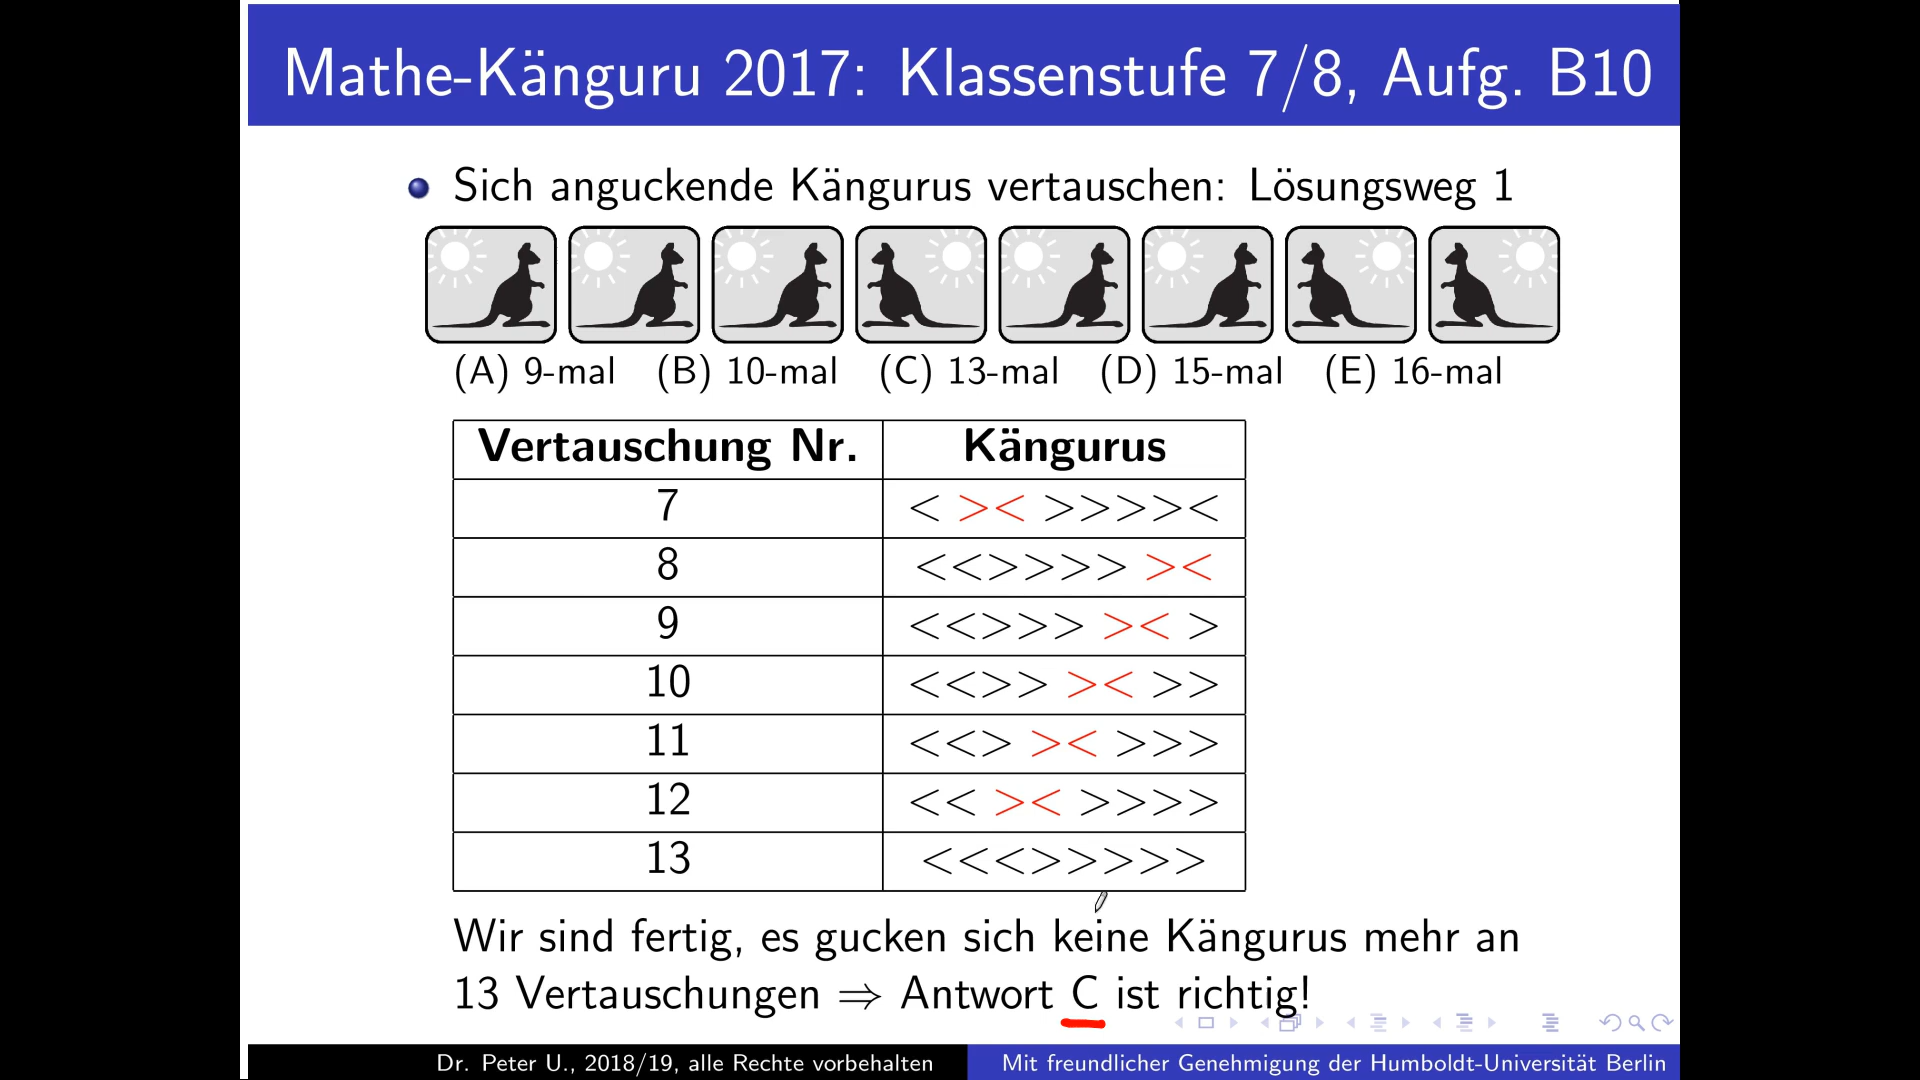 Mathe-Känguru 2017: Klassenstufe 7/8, Aufg. B10
Sich anguckende Kängurus vertauschen: Lösungsweg 1
(A) 9-mal (B) 10-mal (C) 13-mal (D) 15-mal (E) 16-mal
Vertauschung Nr. Kängurus
7 < >< >>>><
8 <<>>>> ><
9 <<>>> >< >
10 <<>> >< >>
11 <<> >< >>>
12 << >< >>>>
13 <<<>>>>>
Wir sind fertig, es gucken sich keine Kängurus mehr an
13 Vertauschungen ⇒ Antwort C ist richtig!
Dr. Peter U., 2018/19, alle Rechte vorbehalten Mit freundlicher Genehmigung der Humboldt-Universität Berlin